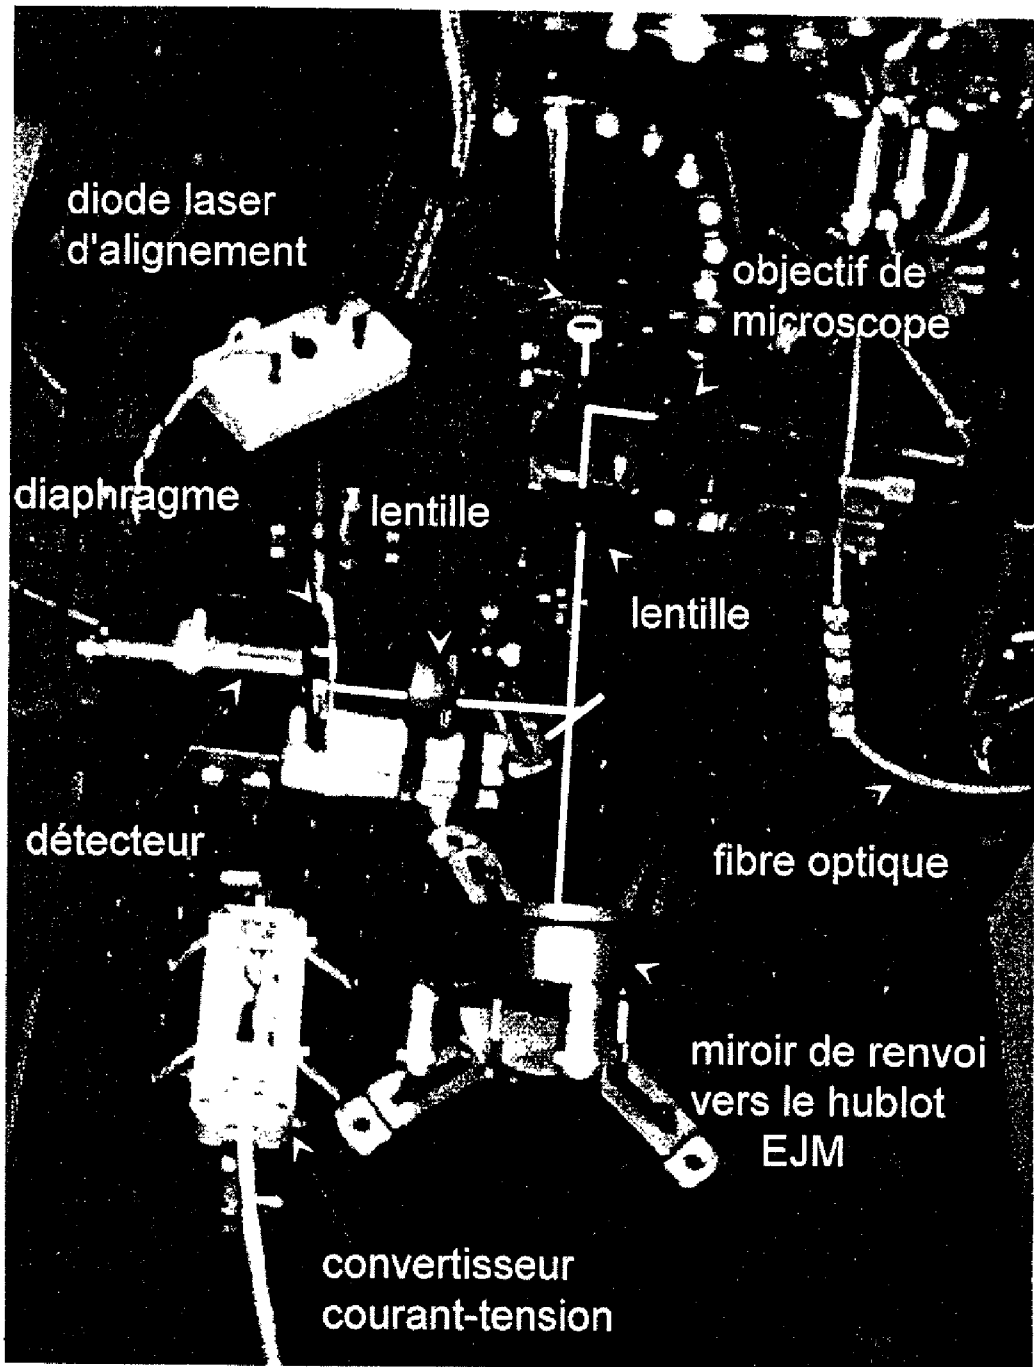 diode laser
d'alignement
objectif de
microscope
diaphragme
lentille
lentille
détecteur
fibre optique
miroir de renvoi
vers le hublot
EJM
convertisseur
courant-tension